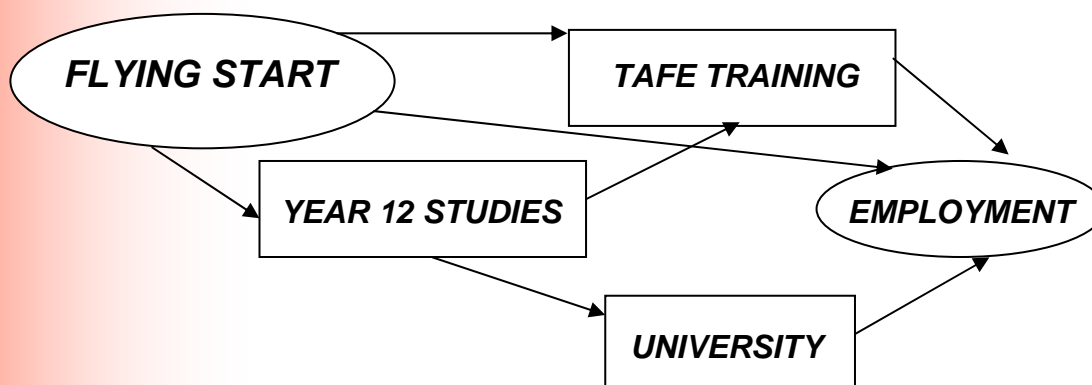 FLYING START
TAFE TRAINING
YEAR 12 STUDIES
EMPLOYMENT
UNIVERSITY